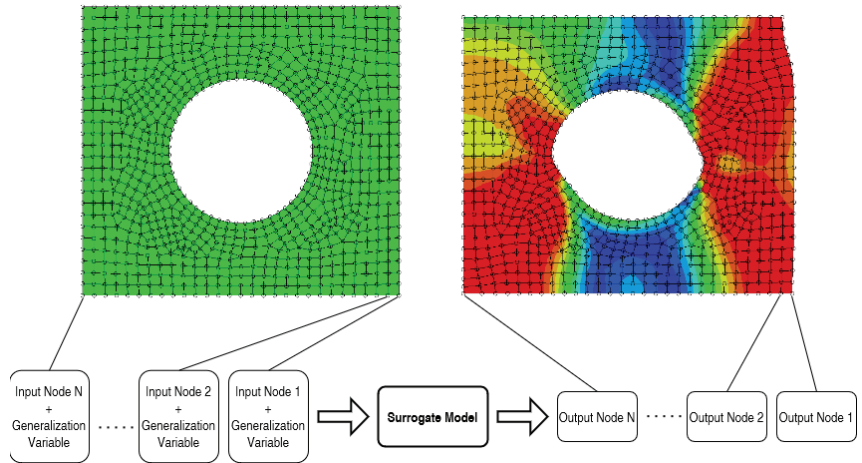 Input Node N
+
Generalization
Variable
Input Node 2
+
Generalization
Variable
Input Node 1
+
Generalization
Variable
Surrogate Model
Output Node N
Output Node 2
Output Node 1